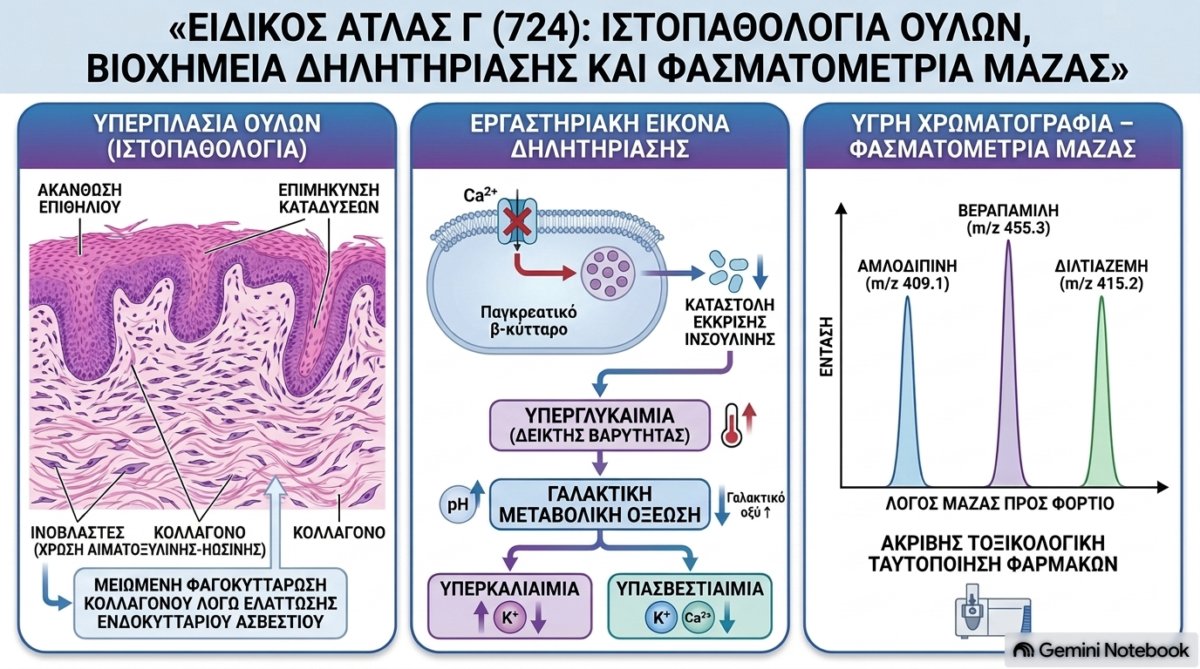 «ΕΙΔΙΚΟΣ ΑΤΛΑΣ Γ (724): ΙΣΤΟΠΑΘΟΛΟΓΙΑ ΟΥΛΩΝ,
ΒΙΟΧΗΜΕΙΑ ΔΗΛΗΤΗΡΙΑΣΗΣ ΚΑΙ ΦΑΣΜΑΤΟΜΕΤΡΙΑ ΜΑΖΑΣ»
ΥΠΕΡΠΛΑΣΙΑ ΟΥΛΩΝ
(ΙΣΤΟΠΑΘΟΛΟΓΙΑ)
ΑΚΑΝΘΩΣΗ
ΕΠΙΘΗΛΙΟΥ
ΕΠΙΜΗΚΥΝΣΗ
ΚΑΤΑΔΥΣΕΩΝ
ΙΝΟΒΛΑΣΤΕΣ
ΚΟΛΛΑΓΟΝΟ
ΚΟΛΛΑΓΟΝΟ
(ΧΡΩΣΗ ΑΙΜΑΤΟΞΥΛΙΝΗΣ-ΗΩΣΙΝΗΣ)
ΜΕΙΩΜΕΝΗ ΦΑΓΟΚΥΤΤΑΡΩΣΗ
ΚΟΛΛΑΓΟΝΟΥ ΛΟΓΩ ΕΛΑΤΤΩΣΗΣ
ΕΝΔΟΚΥΤΤΑΡΙΟΥ ΑΣΒΕΣΤΙΟΥ
ΕΡΓΑΣΤΗΡΙΑΚΗ ΕΙΚΟΝΑ
ΔΗΛΗΤΗΡΙΑΣΗΣ
Ca²⁺
Παγκρεατικό
β-κύτταρο
ΚΑΤΑΣΤΟΛΗ
ΕΚΚΡΙΣΗΣ
ΙΝΣΟΥΛΙΝΗΣ
ΥΠΕΡΓΛΥΚΑΙΜΙΑ
(ΔΕΙΚΤΗΣ ΒΑΡΥΤΗΤΑΣ)
pH
ΓΑΛΑΚΤΙΚΗ
ΜΕΤΑΒΟΛΙΚΗ ΟΞΕΩΣΗ
Γαλακτικό
οξύ ↑
ΥΠΕΡΚΑΛΙΑΙΜΙΑ
K⁺
ΥΠΑΣΒΕΣΤΙΑΙΜΙΑ
K⁺ Ca²⁺
ΥΓΡΗ ΧΡΩΜΑΤΟΓΡΑΦΙΑ –
ΦΑΣΜΑΤΟΜΕΤΡΙΑ ΜΑΖΑΣ
ΒΕΡΑΠΑΜΙΛΗ
(m/z 455.3)
ΑΜΛΟΔΙΠΙΝΗ
(m/z 409.1)
ΔΙΛΤΙΑΖΕΜΗ
(m/z 415.2)
ΕΝΤΑΣΗ
ΛΟΓΟΣ ΜΑΖΑΣ ΠΡΟΣ ΦΟΡΤΙΟ
ΑΚΡΙΒΗΣ ΤΟΞΙΚΟΛΟΓΙΚΗ
ΤΑΥΤΟΠΟΙΗΣΗ ΦΑΡΜΑΚΩΝ
Gemini Notebook